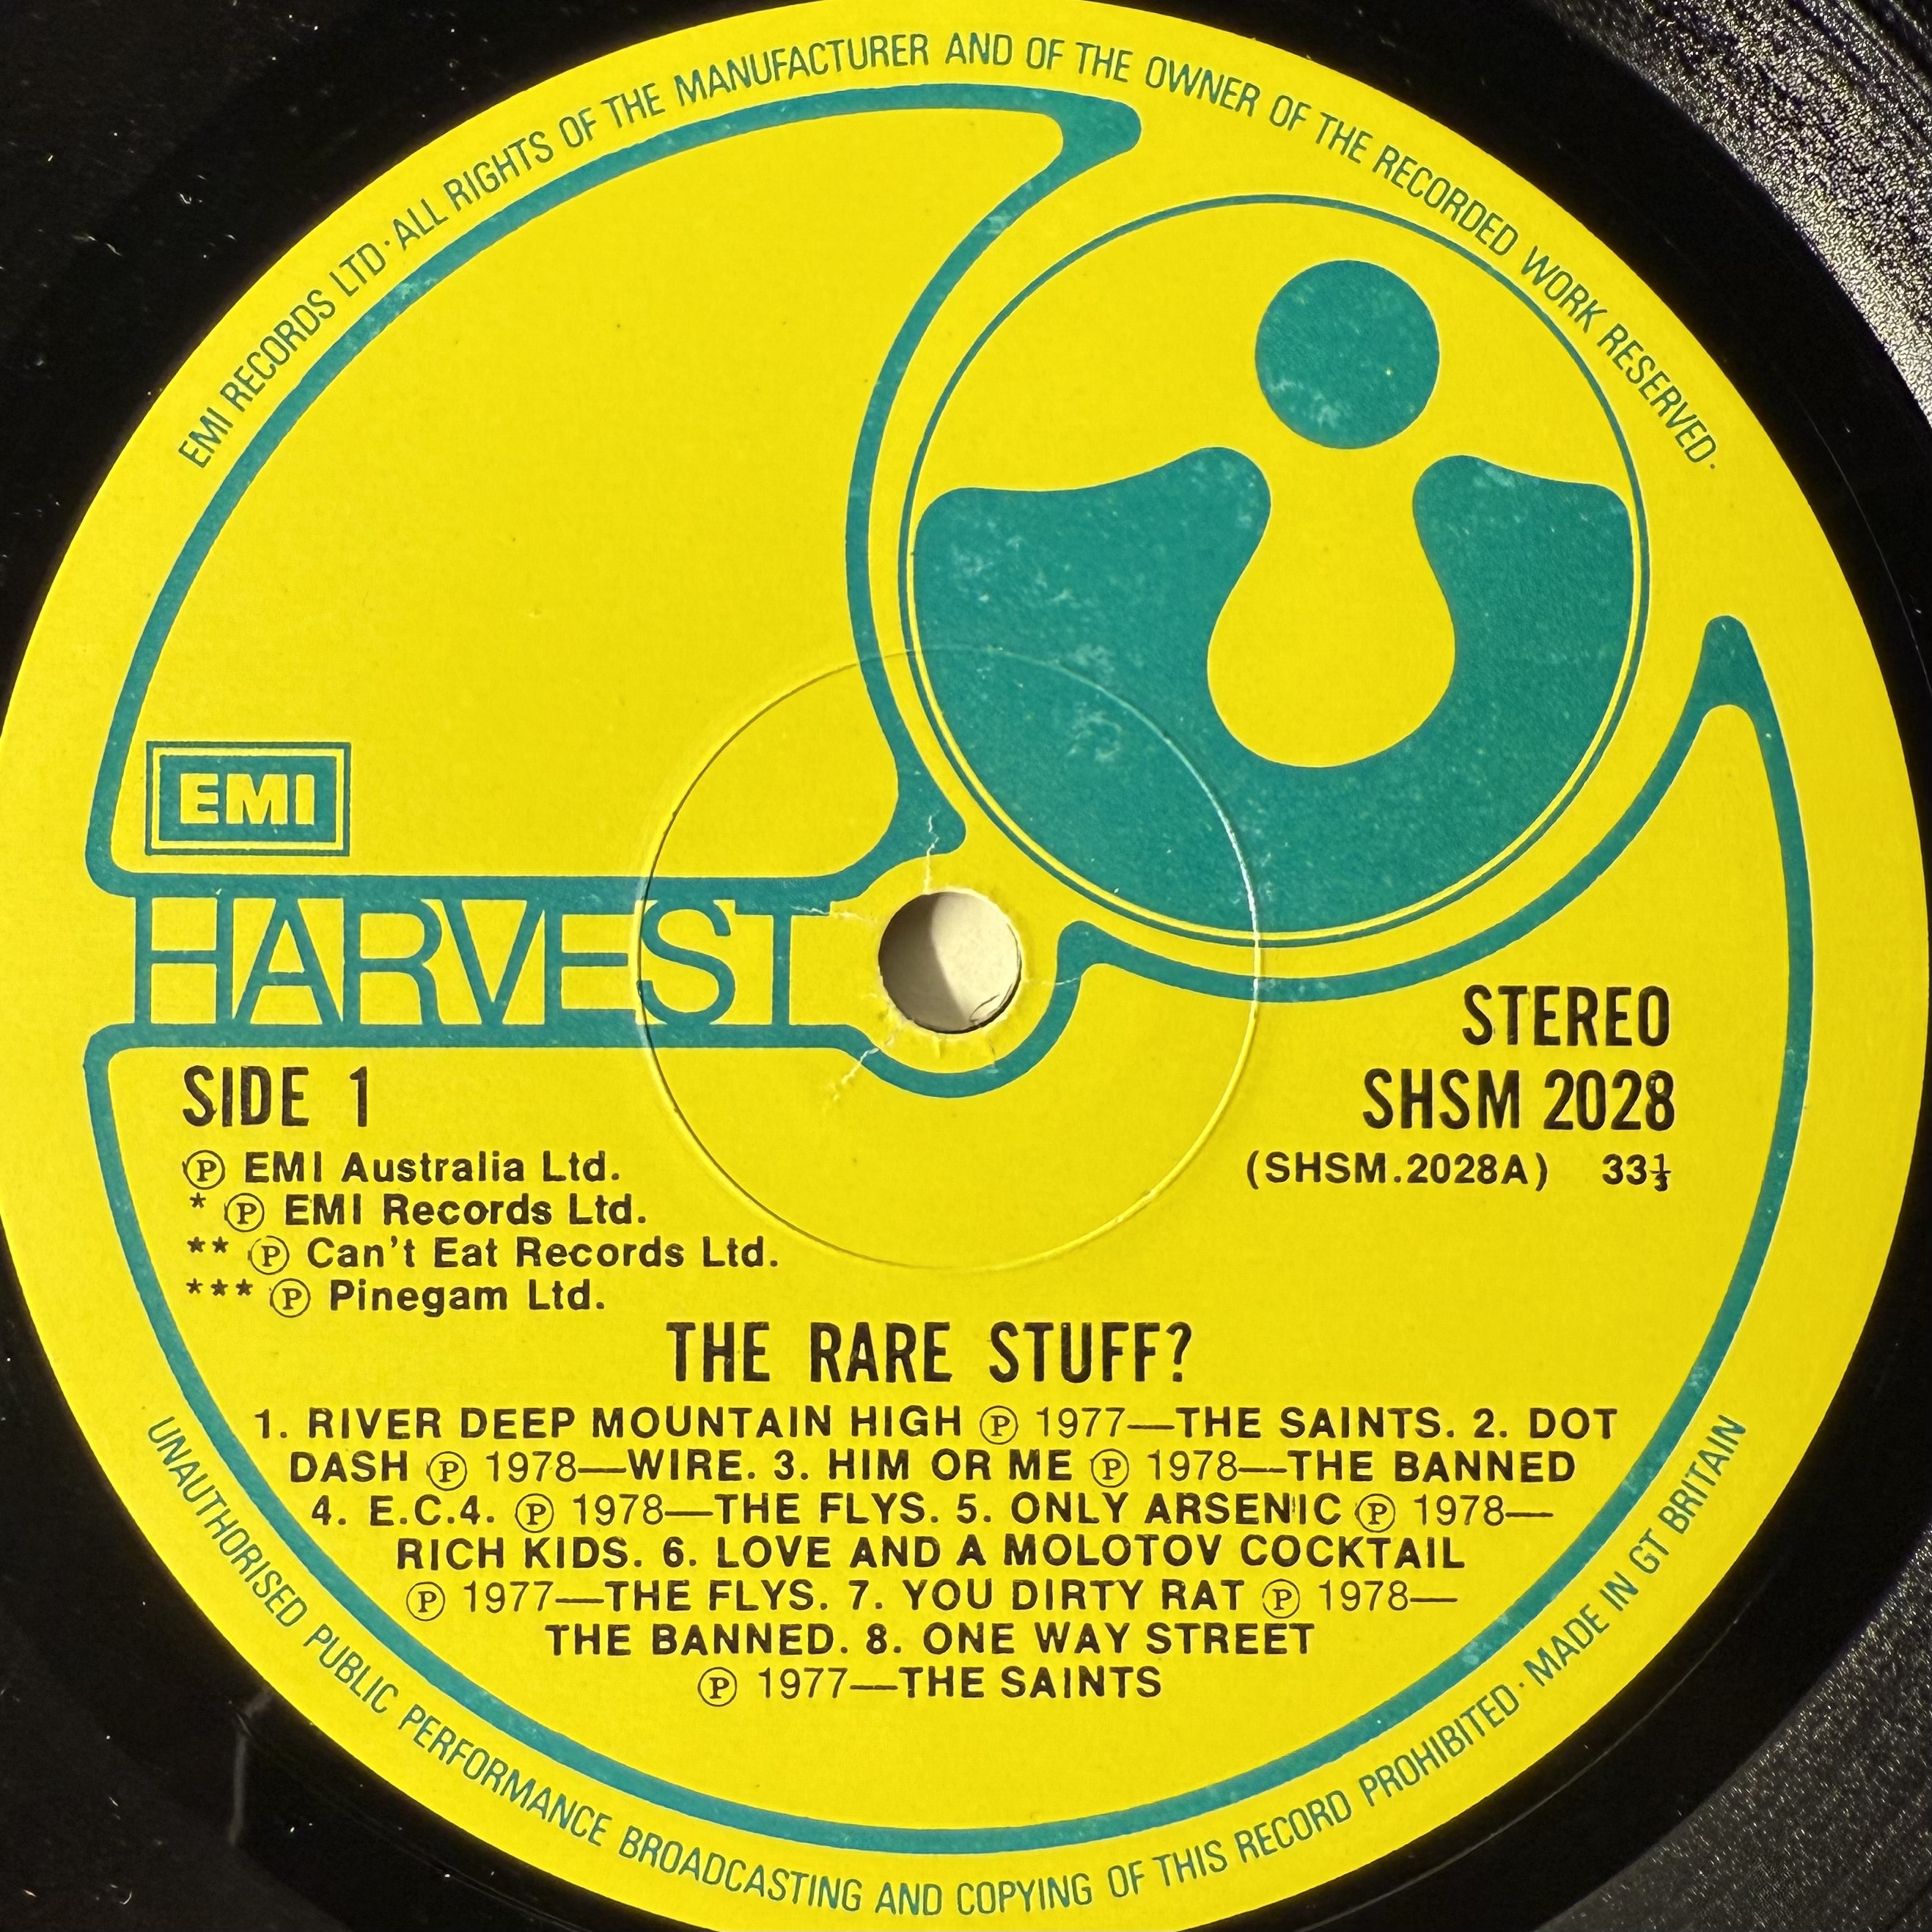 EMI RECORDS LTD · ALL RIGHTS OF THE MANUFACTURER AND OF THE OWNER OF THE RECORDED WORK RESERVED ·
EMI
HARVEST
STEREO
SHSM 2028
(SHSM.2028A) 33⅓
SIDE 1
Ⓟ EMI Australia Ltd.
* Ⓟ EMI Records Ltd.
** Ⓟ Can't Eat Records Ltd.
*** Ⓟ Pinegam Ltd.
THE RARE STUFF?
1. RIVER DEEP MOUNTAIN HIGH Ⓟ 1977—THE SAINTS. 2. DOT
DASH Ⓟ 1978—WIRE. 3. HIM OR ME Ⓟ 1978—THE BANNED
4. E.C.4. Ⓟ 1978—THE FLYS. 5. ONLY ARSENIC Ⓟ 1978—
RICH KIDS. 6. LOVE AND A MOLOTOV COCKTAIL
Ⓟ 1977—THE FLYS. 7. YOU DIRTY RAT Ⓟ 1978—
THE BANNED. 8. ONE WAY STREET
Ⓟ 1977—THE SAINTS
UNAUTHORISED PUBLIC PERFORMANCE BROADCASTING AND COPYING OF THIS RECORD PROHIBITED · MADE IN GT BRITAIN